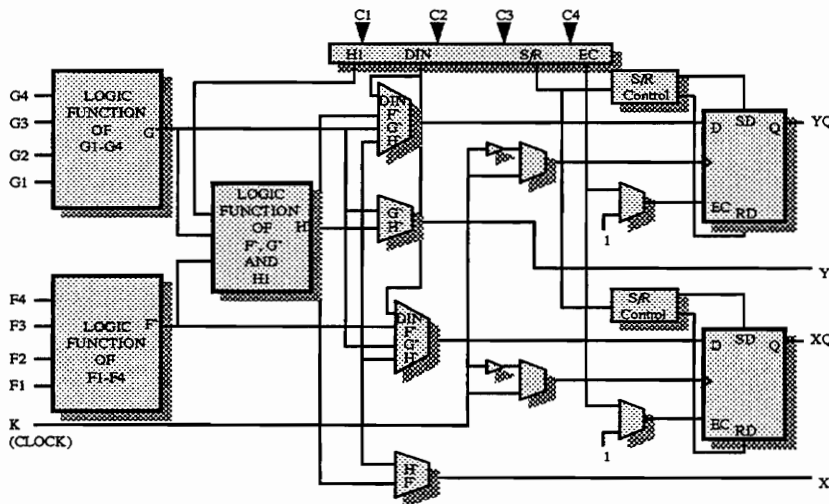 C1 C2 C3 C4
H1 DIN S/R EC
G4
G3
G2
G1
LOGIC
FUNCTION
OF
G1-G4
G'
DIN
F'
G'
H'
S/R
Control
D SD Q
EC
RD
YQ
1
LOGIC
FUNCTION
OF
F', G'
AND
H1
H'
G'
H'
Y
F4
F3
F2
F1
LOGIC
FUNCTION
OF
F1-F4
F'
DIN
F'
G'
H'
S/R
Control
D SD Q
EC
RD
XQ
1
K
(CLOCK)
H'
F'
X